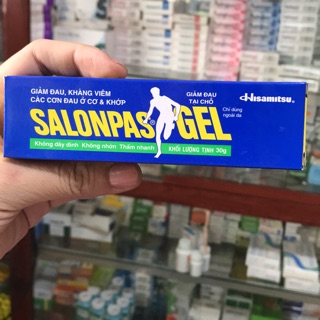 GIẢM ĐAU, KHÁNG VIÊM
CÁC CƠN ĐAU Ở CƠ & KHỚP
GIẢM ĐAU
TẠI CHỖ
Hisamitsu®
Chỉ dùng
ngoài da
SALONPAS® GEL
Không dây dính Không nhờn Thấm nhanh
KHỐI LƯỢNG TỊNH 30g